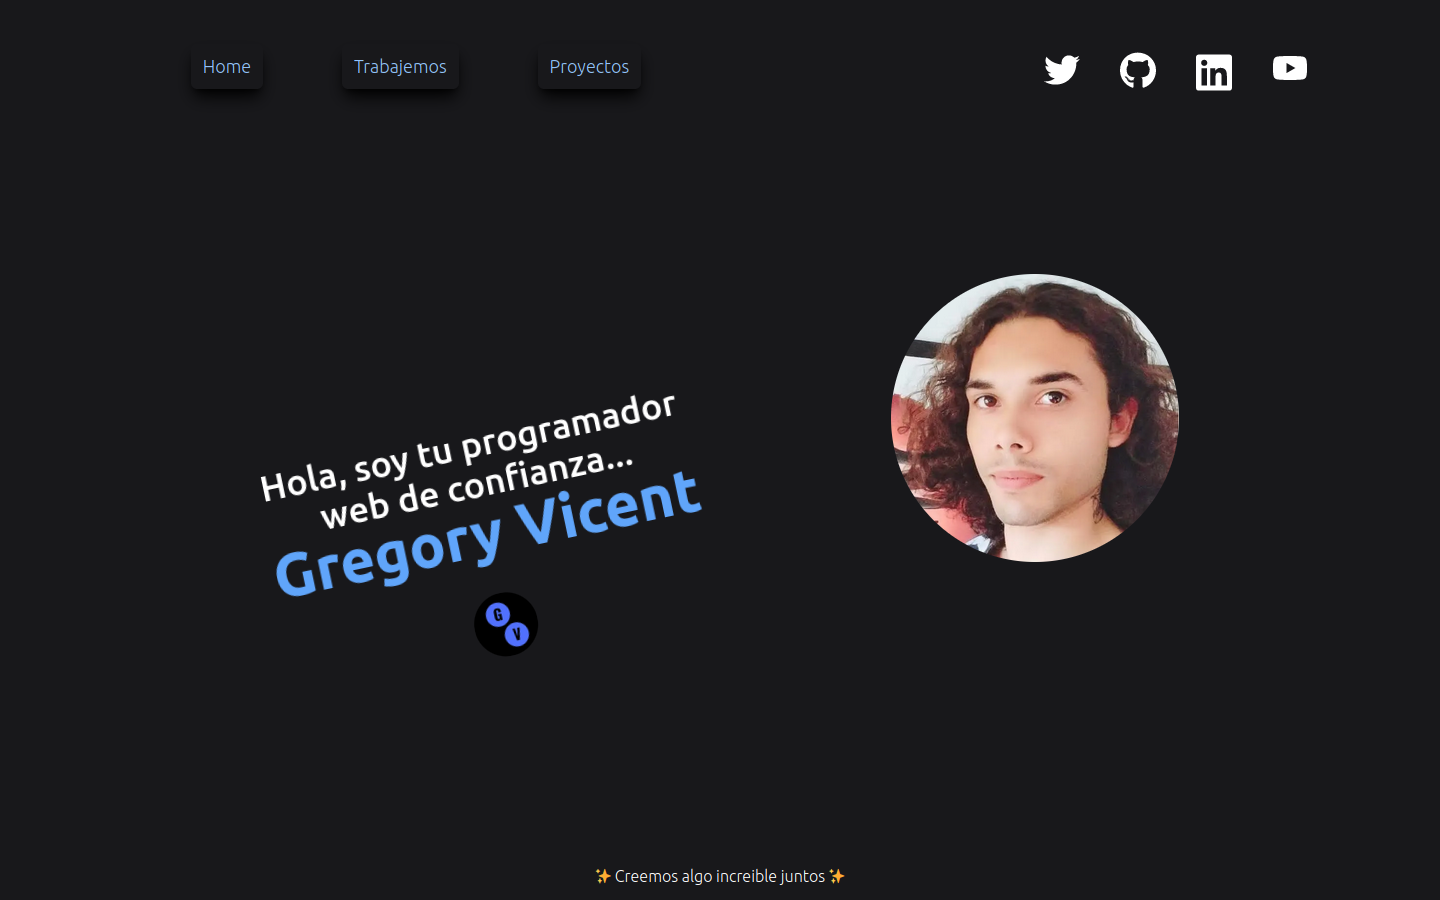 Home
Trabajemos
Proyectos
Hola, soy tu programador
web de confianza...
Gregory Vicent
G
V
✨ Creemos algo increible juntos ✨